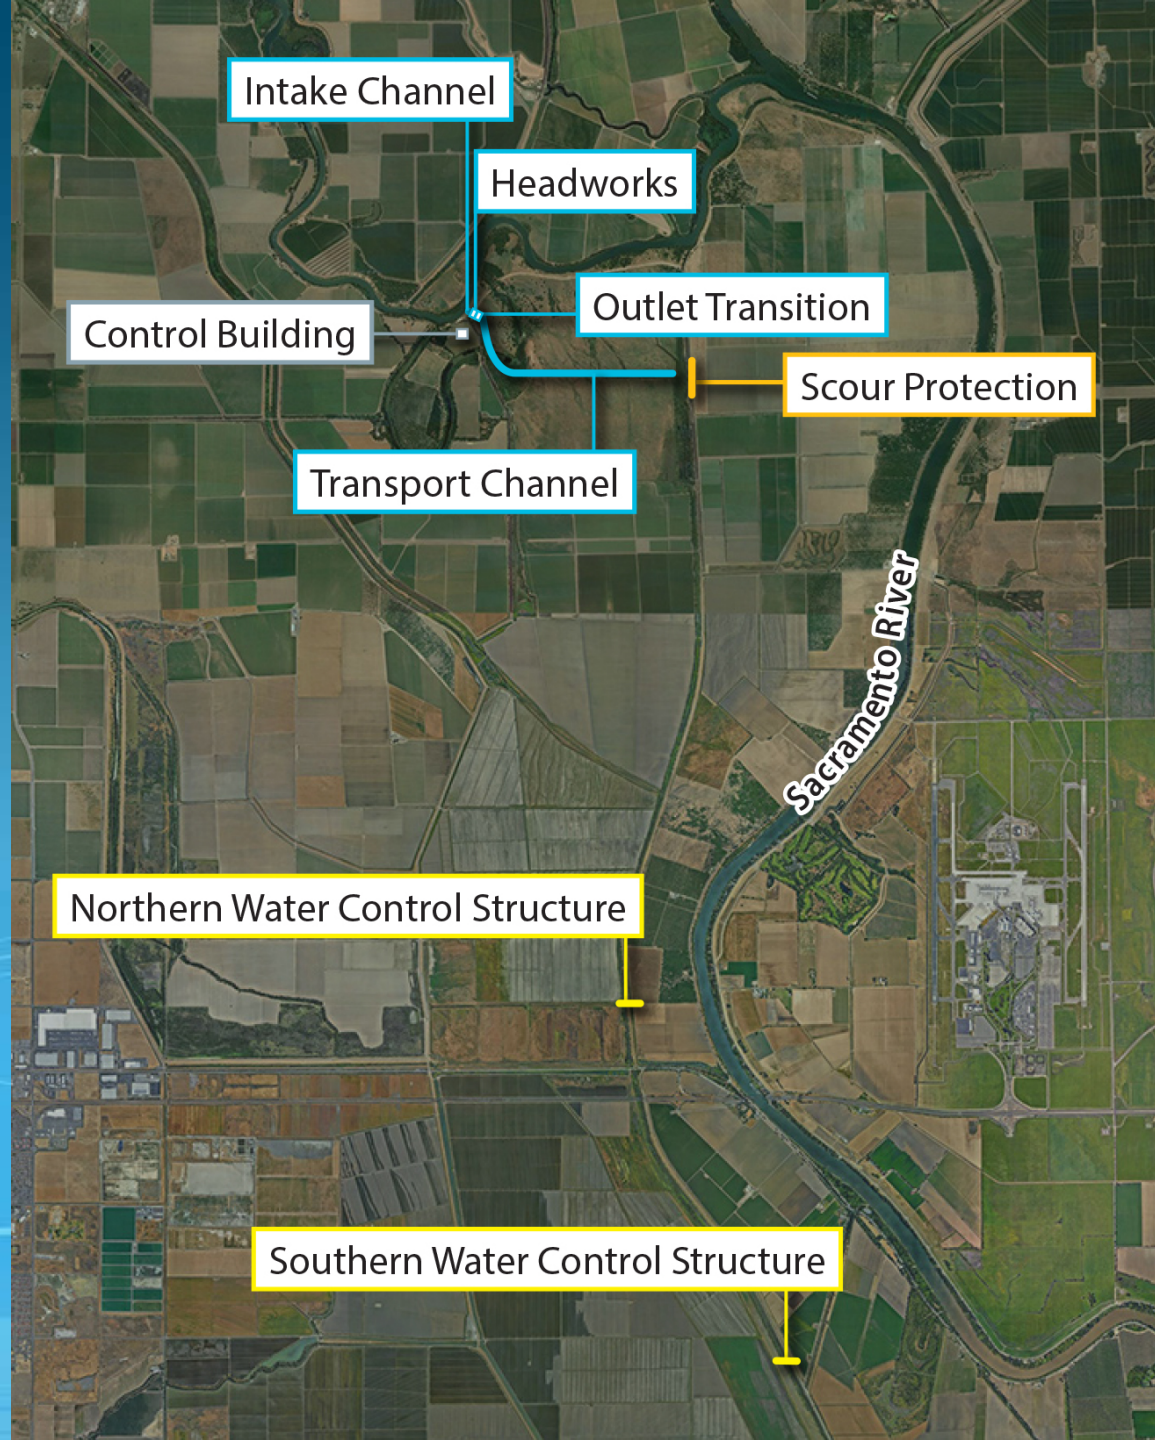 Intake Channel
Headworks
Outlet Transition
Control Building
Scour Protection
Transport Channel
Sacramento River
Northern Water Control Structure
Southern Water Control Structure